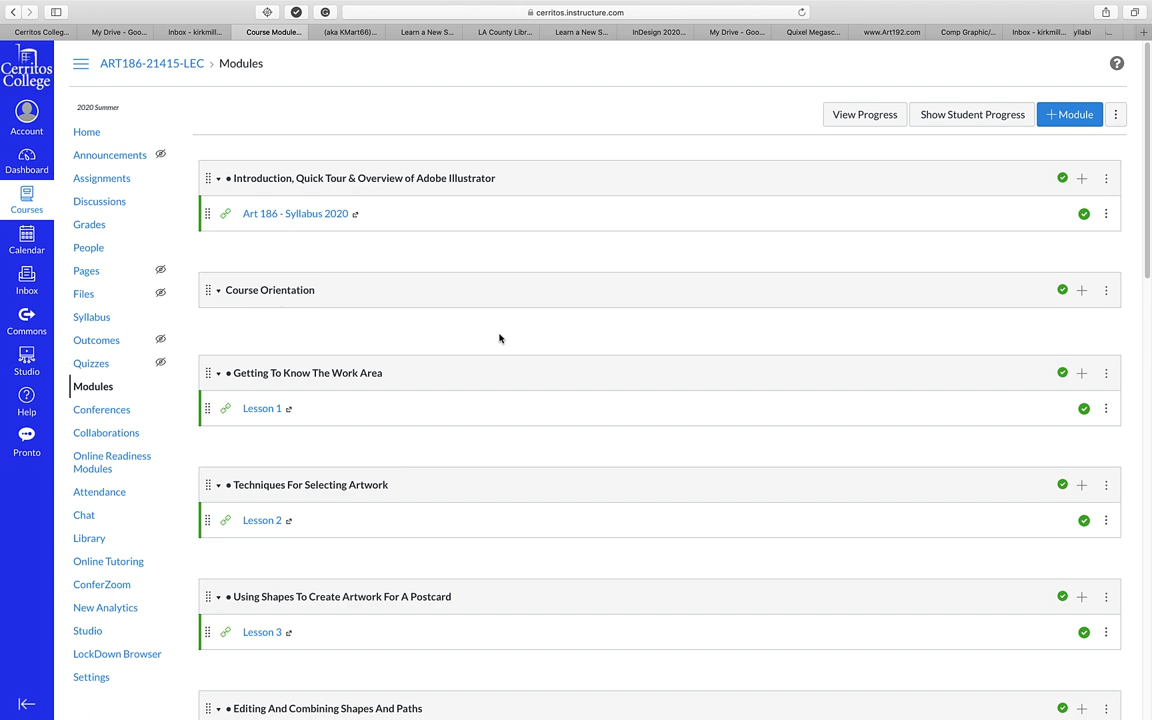 cerritos.instructure.com
Cerritos Colleg...
My Drive - Goo...
Inbox - kirkmill...
Course Module...
(aka KMart66)...
Learn a New S...
LA County Libr...
Learn a New S...
InDesign 2020...
My Drive - Goo...
Quixel Megasc...
www.Art192.com
Comp Graphic/...
Inbox - kirkmill...
yllabi
Cerritos
College
ART186-21415-LEC › Modules
2020 Summer
View Progress
Show Student Progress
+ Module
Account
Dashboard
Courses
Calendar
Inbox
Commons
Studio
Help
Pronto
Home
Announcements
Assignments
Discussions
Grades
People
Pages
Files
Syllabus
Outcomes
Quizzes
Modules
Conferences
Collaborations
Online Readiness
Modules
Attendance
Chat
Library
Online Tutoring
ConferZoom
New Analytics
Studio
LockDown Browser
Settings
• Introduction, Quick Tour & Overview of Adobe Illustrator
Art 186 - Syllabus 2020
Course Orientation
• Getting To Know The Work Area
Lesson 1
• Techniques For Selecting Artwork
Lesson 2
• Using Shapes To Create Artwork For A Postcard
Lesson 3
• Editing And Combining Shapes And Paths